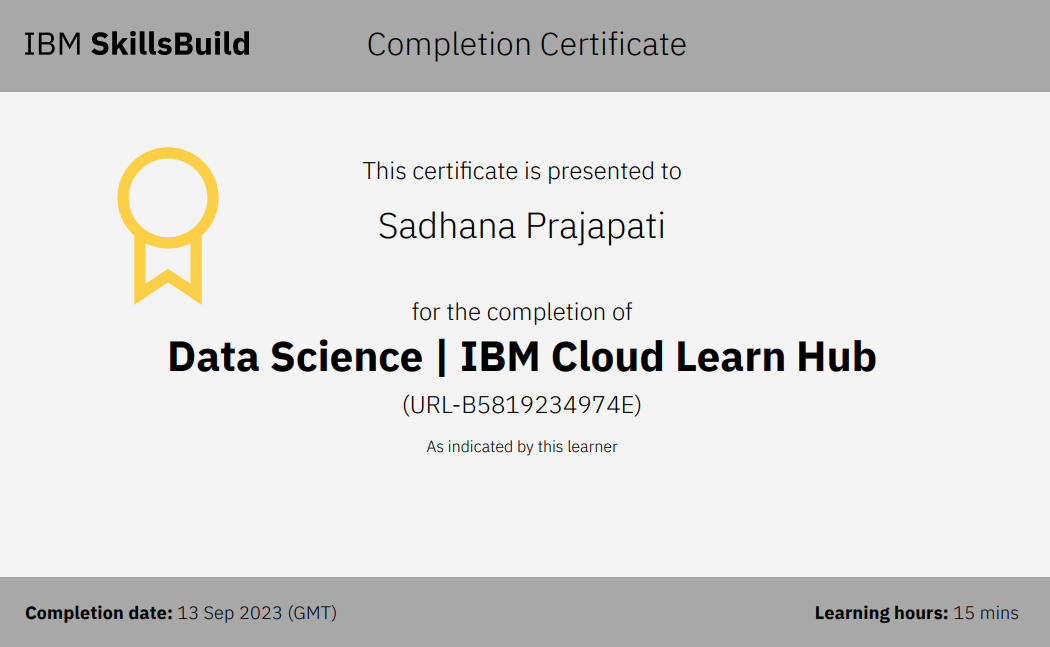 IBM SkillsBuild
Completion Certificate
This certificate is presented to
Sadhana Prajapati
for the completion of
Data Science | IBM Cloud Learn Hub
(URL-B5819234974E)
As indicated by this learner
Completion date: 13 Sep 2023 (GMT)
Learning hours: 15 mins